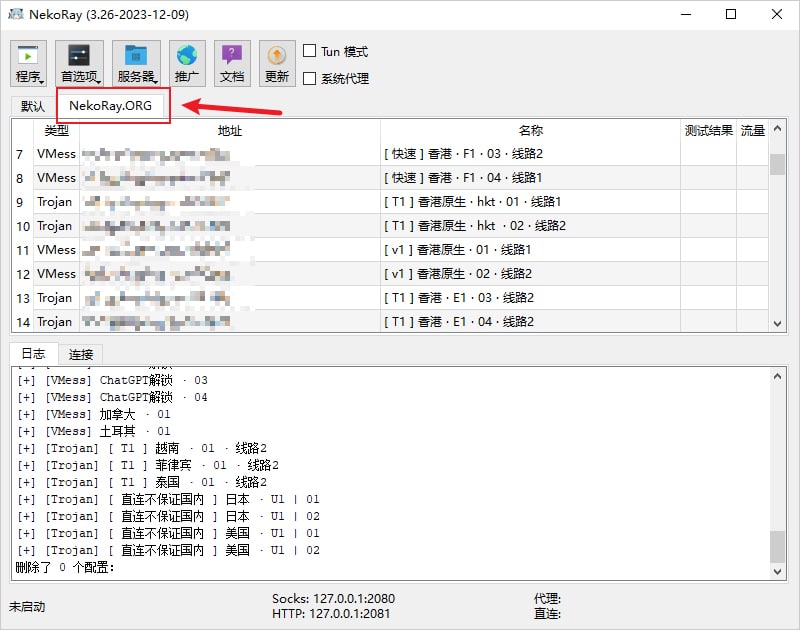 NekoRay (3.26-2023-12-09)
程序 首选项 服务器 推广 文档 更新 Tun 模式
系统代理
默认 NekoRay.ORG
类型 地址 名称 测试结果 流量
7 VMess [ 快速 ] 香港 · F1 · 03 · 线路2
8 VMess [ 快速 ] 香港 · F1 · 04 · 线路1
9 Trojan [ T1 ] 香港原生 · hkt · 01 · 线路1
10 Trojan [ T1 ] 香港原生 · hkt · 02 · 线路2
11 VMess [ v1 ] 香港原生 · 01 · 线路1
12 VMess [ v1 ] 香港原生 · 02 · 线路2
13 Trojan [ T1 ] 香港 · E1 · 03 · 线路2
14 Trojan [ T1 ] 香港 · E1 · 04 · 线路2
日志 连接
[+] [VMess] ChatGPT解锁 · 03
[+] [VMess] ChatGPT解锁 · 04
[+] [VMess] 加拿大 · 01
[+] [VMess] 土耳其 · 01
[+] [Trojan] [ T1 ] 越南 · 01 · 线路2
[+] [Trojan] [ T1 ] 菲律宾 · 01 · 线路2
[+] [Trojan] [ T1 ] 泰国 · 01 · 线路2
[+] [Trojan] [ 直连不保证国内 ] 日本 · U1 | 01
[+] [Trojan] [ 直连不保证国内 ] 日本 · U1 | 02
[+] [Trojan] [ 直连不保证国内 ] 美国 · U1 | 01
[+] [Trojan] [ 直连不保证国内 ] 美国 · U1 | 02
删除了 0 个配置:
未启动
Socks: 127.0.0.1:2080
HTTP: 127.0.0.1:2081
代理:
直连: